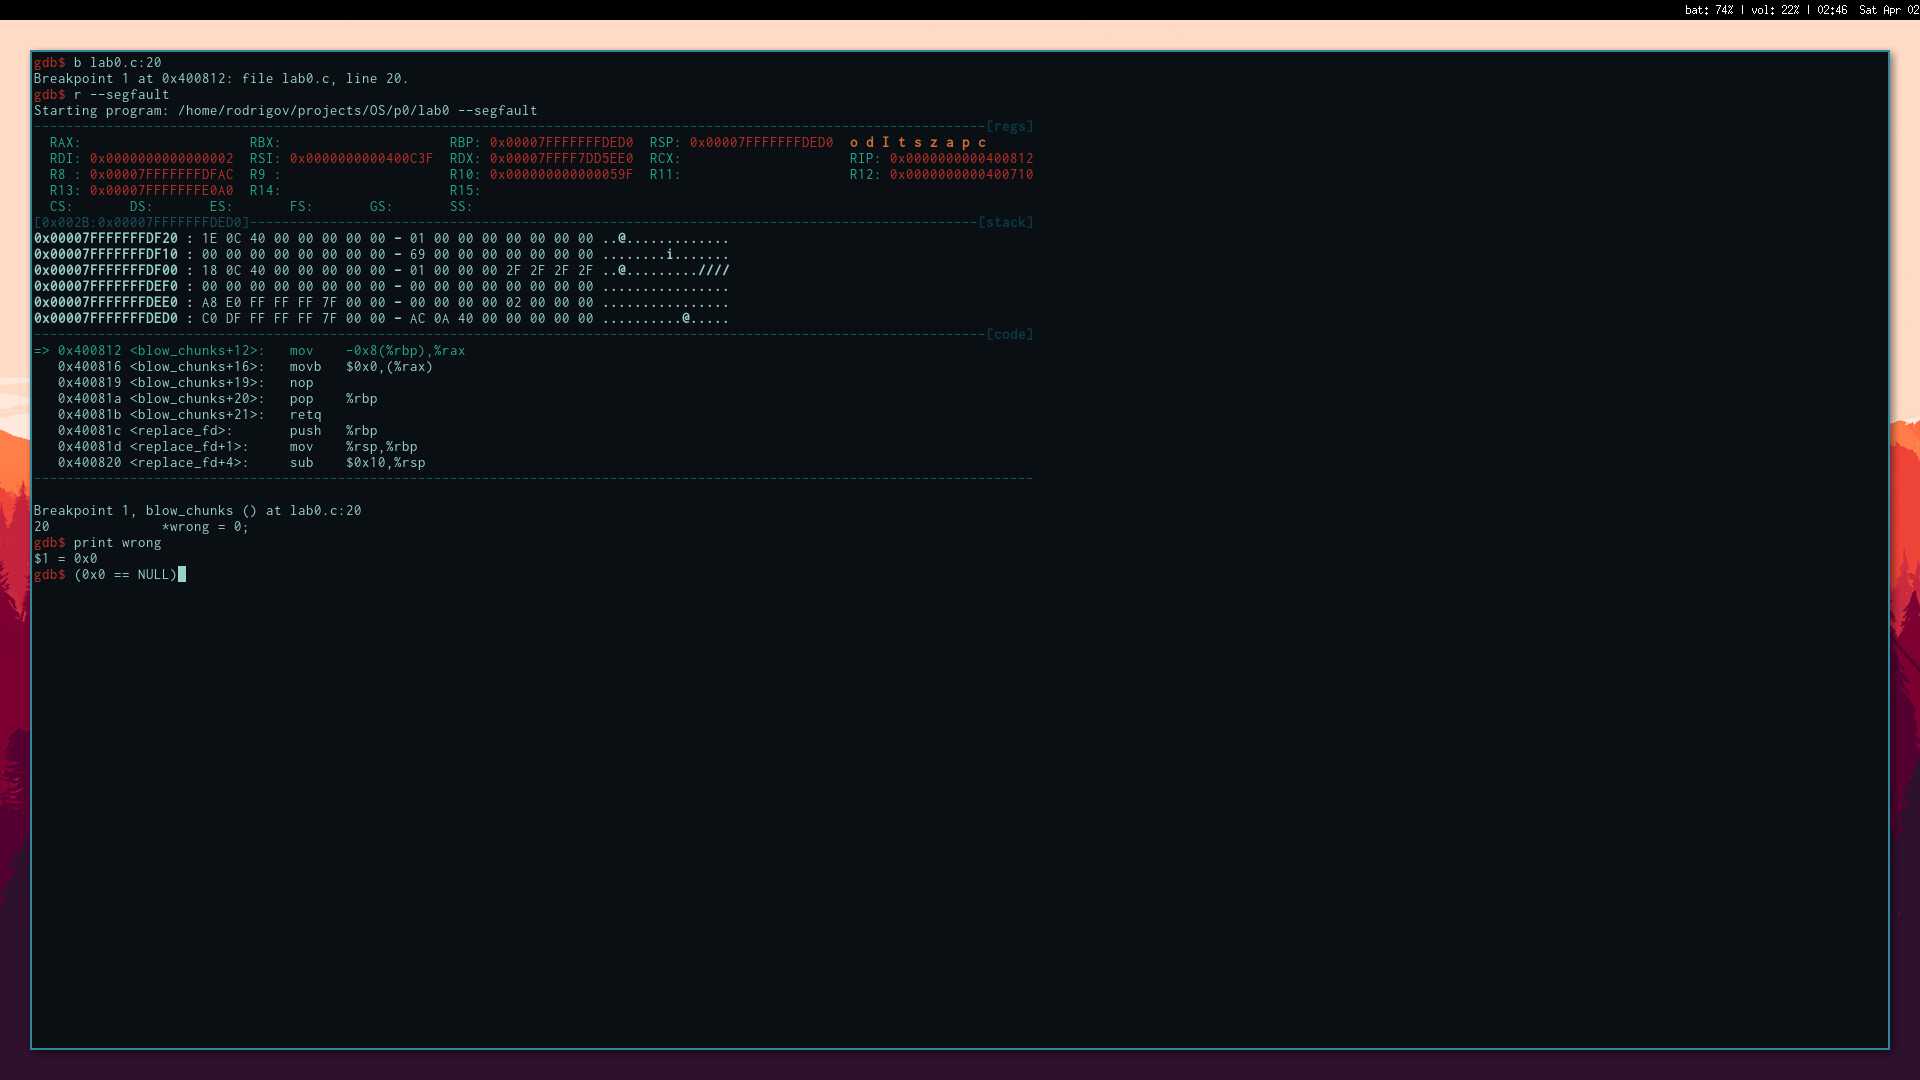 bat: 74% | vol: 22% | 02:46 Sat Apr 02
gdb$ b lab0.c:20
Breakpoint 1 at 0x400812: file lab0.c, line 20.
gdb$ r --segfault
Starting program: /home/rodrigov/projects/OS/p0/lab0 --segfault
-----------------------------------------------------------------------------------------------------------------------[regs]
  RAX:                     RBX:                     RBP: 0x00007FFFFFFFDED0  RSP: 0x00007FFFFFFFDED0  o d I t s z a p c
  RDI: 0x0000000000000002  RSI: 0x0000000000400C3F  RDX: 0x00007FFFF7DD5EE0  RCX:                     RIP: 0x0000000000400812
  R8 : 0x00007FFFFFFFDFAC  R9 :                     R10: 0x000000000000059F  R11:                     R12: 0x0000000000400710
  R13: 0x00007FFFFFFFE0A0  R14:                     R15:
  CS:       DS:       ES:       FS:       GS:       SS:
[0x002B:0x00007FFFFFFFDED0]-------------------------------------------------------------------------------------------[stack]
0x00007FFFFFFFDF20 : 1E 0C 40 00 00 00 00 00 - 01 00 00 00 00 00 00 00 ..@.............
0x00007FFFFFFFDF10 : 00 00 00 00 00 00 00 00 - 69 00 00 00 00 00 00 00 ........i.......
0x00007FFFFFFFDF00 : 18 0C 40 00 00 00 00 00 - 01 00 00 00 2F 2F 2F 2F ..@.........////
0x00007FFFFFFFDEF0 : 00 00 00 00 00 00 00 00 - 00 00 00 00 00 00 00 00 ................
0x00007FFFFFFFDEE0 : A8 E0 FF FF FF 7F 00 00 - 00 00 00 00 02 00 00 00 ................
0x00007FFFFFFFDED0 : C0 DF FF FF FF 7F 00 00 - AC 0A 40 00 00 00 00 00 ..........@.....
-----------------------------------------------------------------------------------------------------------------------[code]
=> 0x400812 <blow_chunks+12>:   mov    -0x8(%rbp),%rax
   0x400816 <blow_chunks+16>:   movb   $0x0,(%rax)
   0x400819 <blow_chunks+19>:   nop
   0x40081a <blow_chunks+20>:   pop    %rbp
   0x40081b <blow_chunks+21>:   retq
   0x40081c <replace_fd>:       push   %rbp
   0x40081d <replace_fd+1>:     mov    %rsp,%rbp
   0x400820 <replace_fd+4>:     sub    $0x10,%rsp
-----------------------------------------------------------------------------------------------------------------------------
Breakpoint 1, blow_chunks () at lab0.c:20
20              *wrong = 0;
gdb$ print wrong
$1 = 0x0
gdb$ (0x0 == NULL)